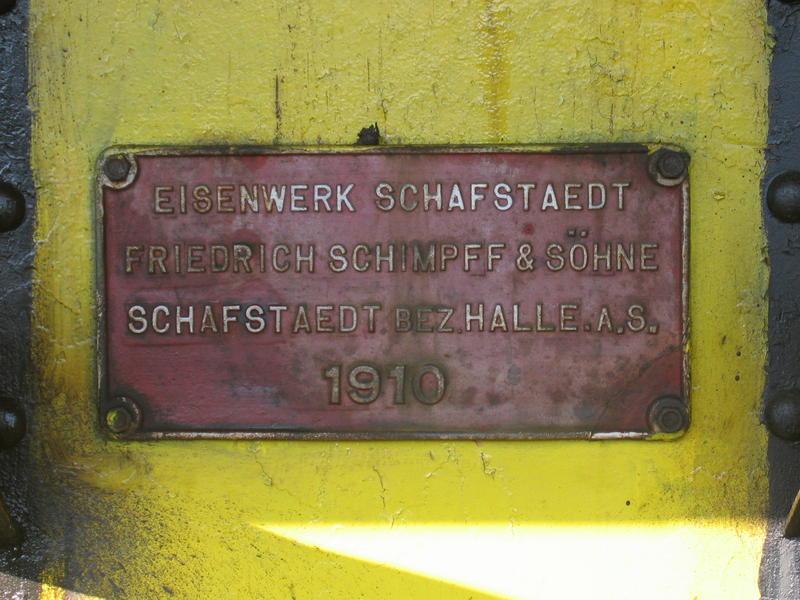 EISENWERK SCHAFSTAEDT
FRIEDRICH SCHIMPFF & SÖHNE
SCHAFSTAEDT.BEZ.HALLE.A.S.
1910